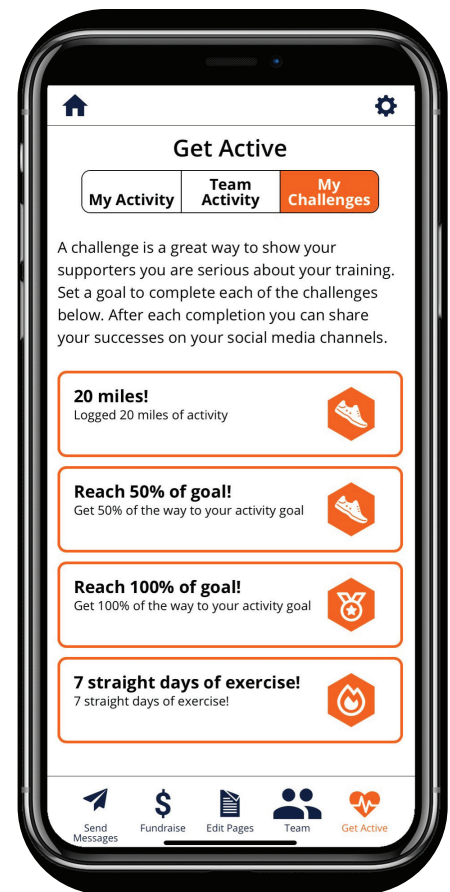 Get Active
My Activity
Team
Activity
My
Challenges
A challenge is a great way to show your
supporters you are serious about your training.
Set a goal to complete each of the challenges
below. After each completion you can share
your successes on your social media channels.
20 miles!
Logged 20 miles of activity
Reach 50% of goal!
Get 50% of the way to your activity goal
Reach 100% of goal!
Get 100% of the way to your activity goal
7 straight days of exercise!
7 straight days of exercise!
Send
Messages
Fundraise
Edit Pages
Team
Get Active